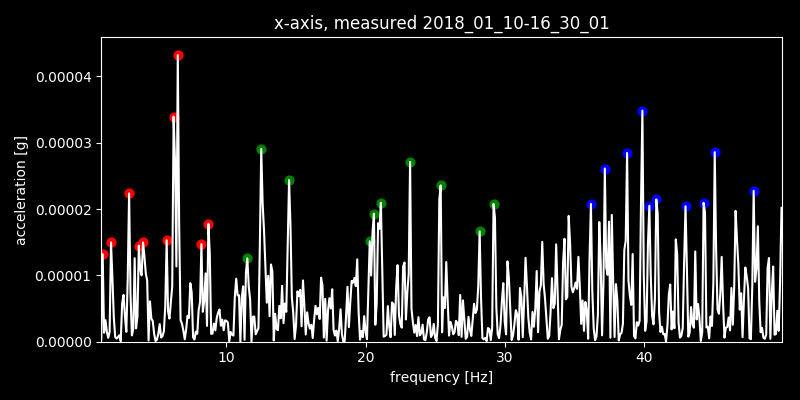 x-axis, measured 2018_01_10-16_30_01
0.00004
0.00003
0.00002
0.00001
0.00000
acceleration [g]
10 20 30 40
frequency [Hz]